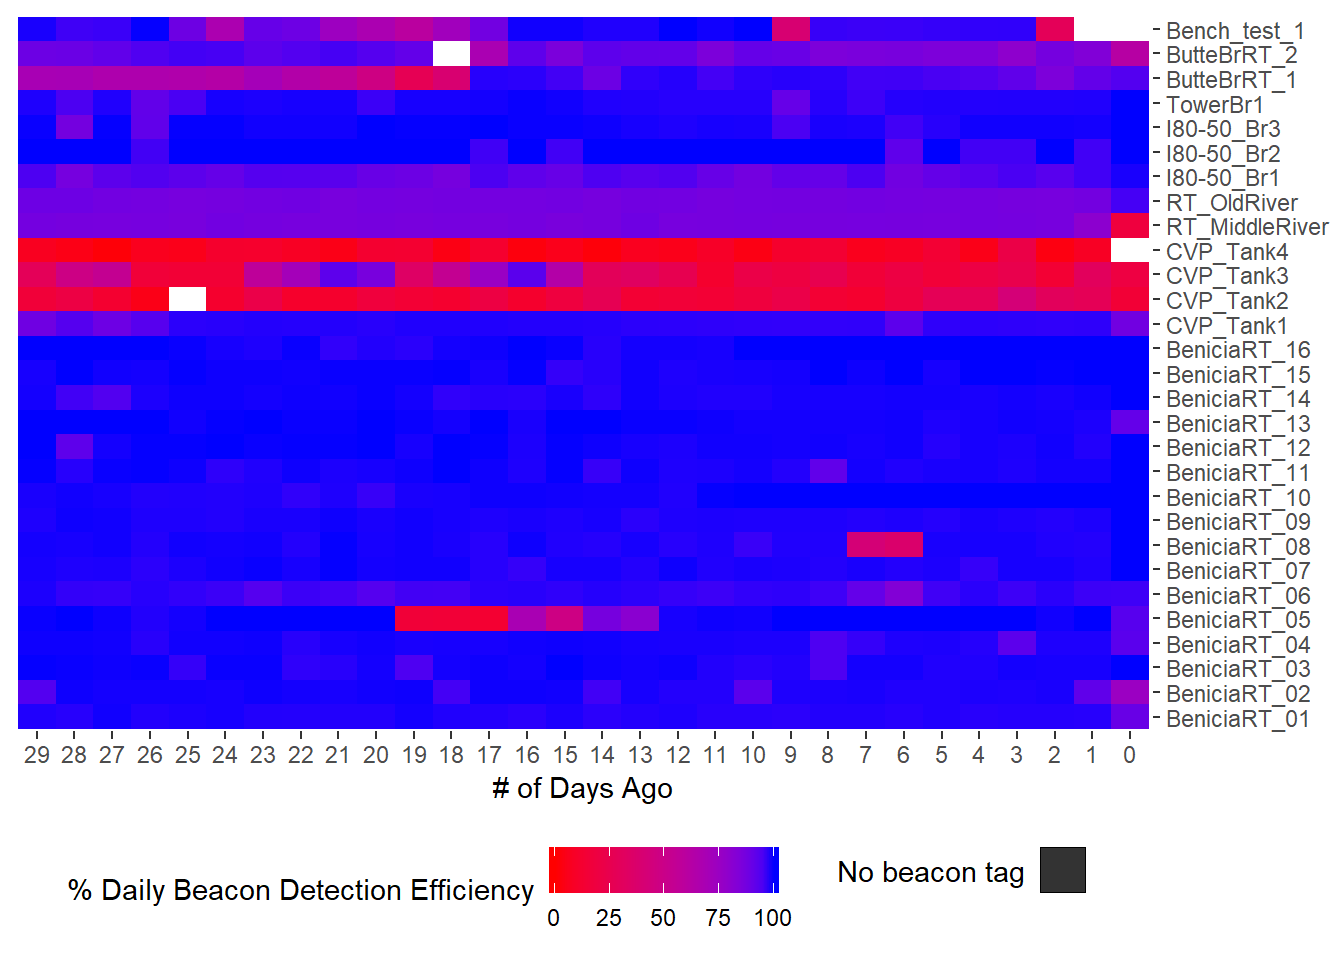 Bench_test_1
ButteBrRT_2
ButteBrRT_1
TowerBr1
I80-50_Br3
I80-50_Br2
I80-50_Br1
RT_OldRiver
RT_MiddleRiver
CVP_Tank4
CVP_Tank3
CVP_Tank2
CVP_Tank1
BeniciaRT_16
BeniciaRT_15
BeniciaRT_14
BeniciaRT_13
BeniciaRT_12
BeniciaRT_11
BeniciaRT_10
BeniciaRT_09
BeniciaRT_08
BeniciaRT_07
BeniciaRT_06
BeniciaRT_05
BeniciaRT_04
BeniciaRT_03
BeniciaRT_02
BeniciaRT_01
29 28 27 26 25 24 23 22 21 20 19 18 17 16 15 14 13 12 11 10 9 8 7 6 5 4 3 2 1 0
# of Days Ago
% Daily Beacon Detection Efficiency
0 25 50 75 100
No beacon tag